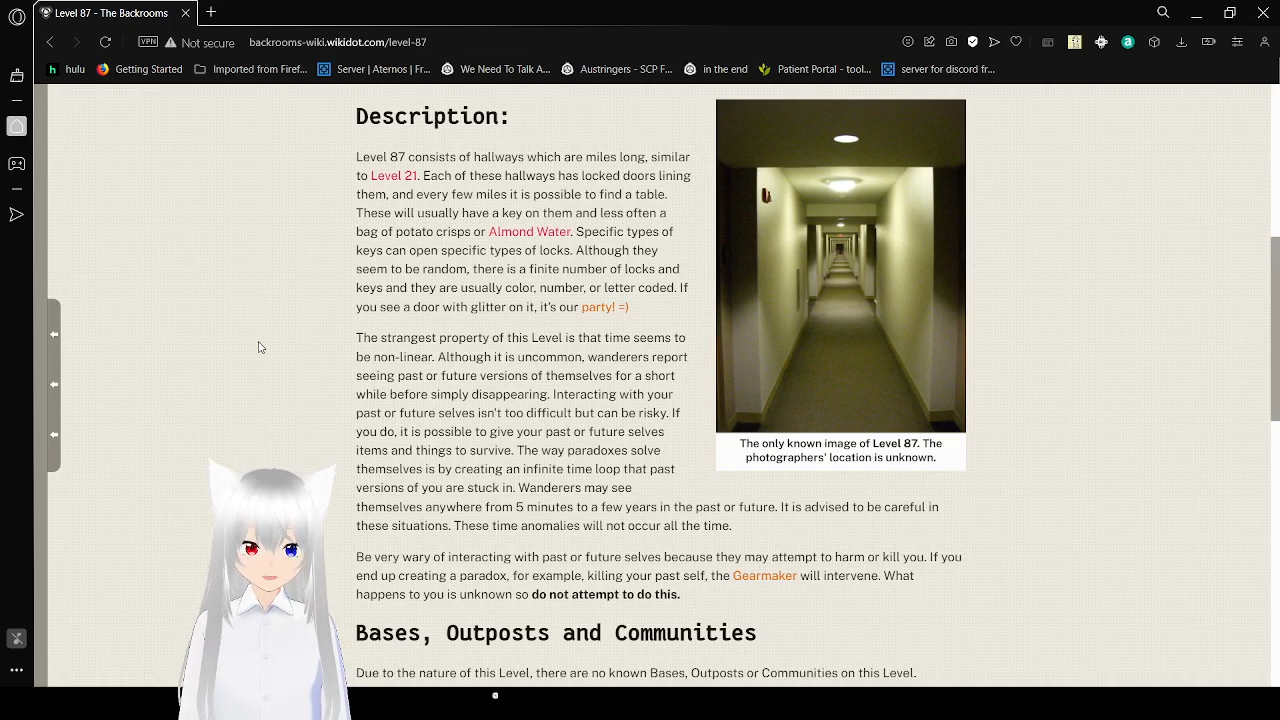 Level 87 - The Backrooms
VPN Not secure backrooms-wiki.wikidot.com/level-87
hulu Getting Started Imported from Firef... Server | Aternos | Fr... We Need To Talk A... Austringers - SCP F... in the end Patient Portal - tool... server for discord fr...
Description:
Level 87 consists of hallways which are miles long, similar
to Level 21. Each of these hallways has locked doors lining
them, and every few miles it is possible to find a table.
These will usually have a key on them and less often a
bag of potato crisps or Almond Water. Specific types of
keys can open specific types of locks. Although they
seem to be random, there is a finite number of locks and
keys and they are usually color, number, or letter coded. If
you see a door with glitter on it, it's our party! =)
The strangest property of this Level is that time seems to
be non-linear. Although it is uncommon, wanderers report
seeing past or future versions of themselves for a short
while before simply disappearing. Interacting with your
past or future selves isn't too difficult but can be risky. If
you do, it is possible to give your past or future selves
items and things to survive. The way paradoxes solve
themselves is by creating an infinite time loop that past
versions of you are stuck in. Wanderers may see
themselves anywhere from 5 minutes to a few years in the past or future. It is advised to be careful in
these situations. These time anomalies will not occur all the time.
The only known image of Level 87. The
photographers' location is unknown.
Be very wary of interacting with past or future selves because they may attempt to harm or kill you. If you
end up creating a paradox, for example, killing your past self, the Gearmaker will intervene. What
happens to you is unknown so do not attempt to do this.
Bases, Outposts and Communities
Due to the nature of this Level, there are no known Bases, Outposts or Communities on this Level.